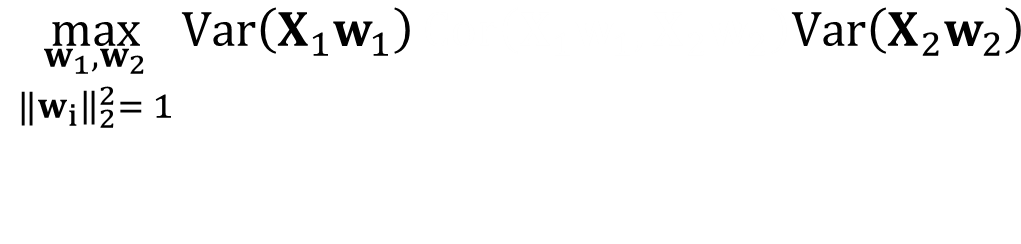 max Var(𝐗₁𝐰₁) Var(𝐗₂𝐰₂)
𝐰₁,𝐰₂
‖𝐰ᵢ‖₂²= 1